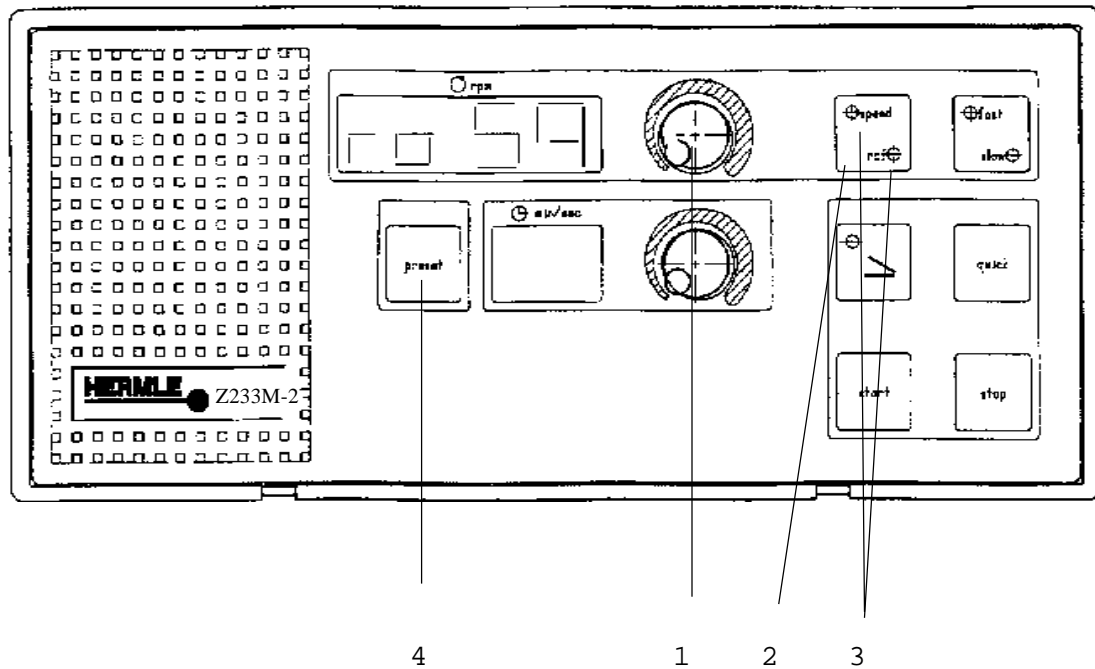 rpm
speed
fast
rcf
slow
min/sec
preset
quick
HERMLE Z233M-2
start
stop
4 1 2 3